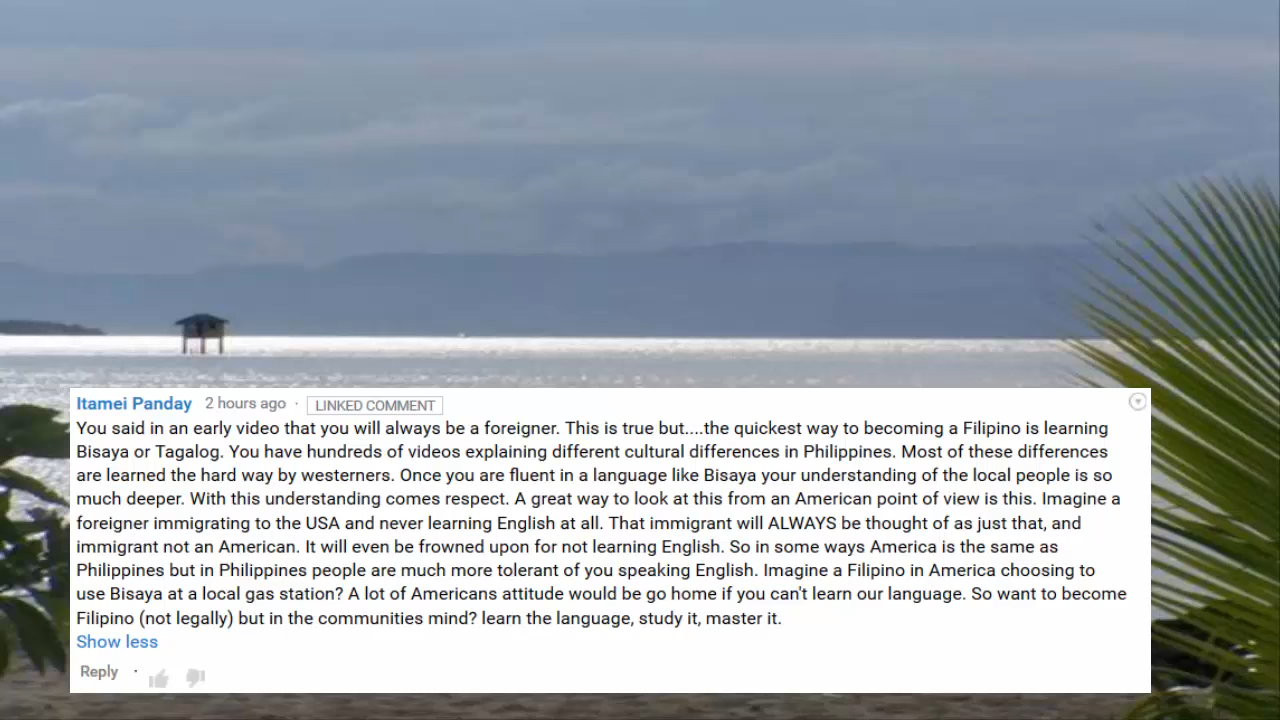 Itamei Panday 2 hours ago · LINKED COMMENT
You said in an early video that you will always be a foreigner. This is true but....the quickest way to becoming a Filipino is learning
Bisaya or Tagalog. You have hundreds of videos explaining different cultural differences in Philippines. Most of these differences
are learned the hard way by westerners. Once you are fluent in a language like Bisaya your understanding of the local people is so
much deeper. With this understanding comes respect. A great way to look at this from an American point of view is this. Imagine a
foreigner immigrating to the USA and never learning English at all. That immigrant will ALWAYS be thought of as just that, and
immigrant not an American. It will even be frowned upon for not learning English. So in some ways America is the same as
Philippines but in Philippines people are much more tolerant of you speaking English. Imagine a Filipino in America choosing to
use Bisaya at a local gas station? A lot of Americans attitude would be go home if you can't learn our language. So want to become
Filipino (not legally) but in the communities mind? learn the language, study it, master it.
Show less
Reply ·